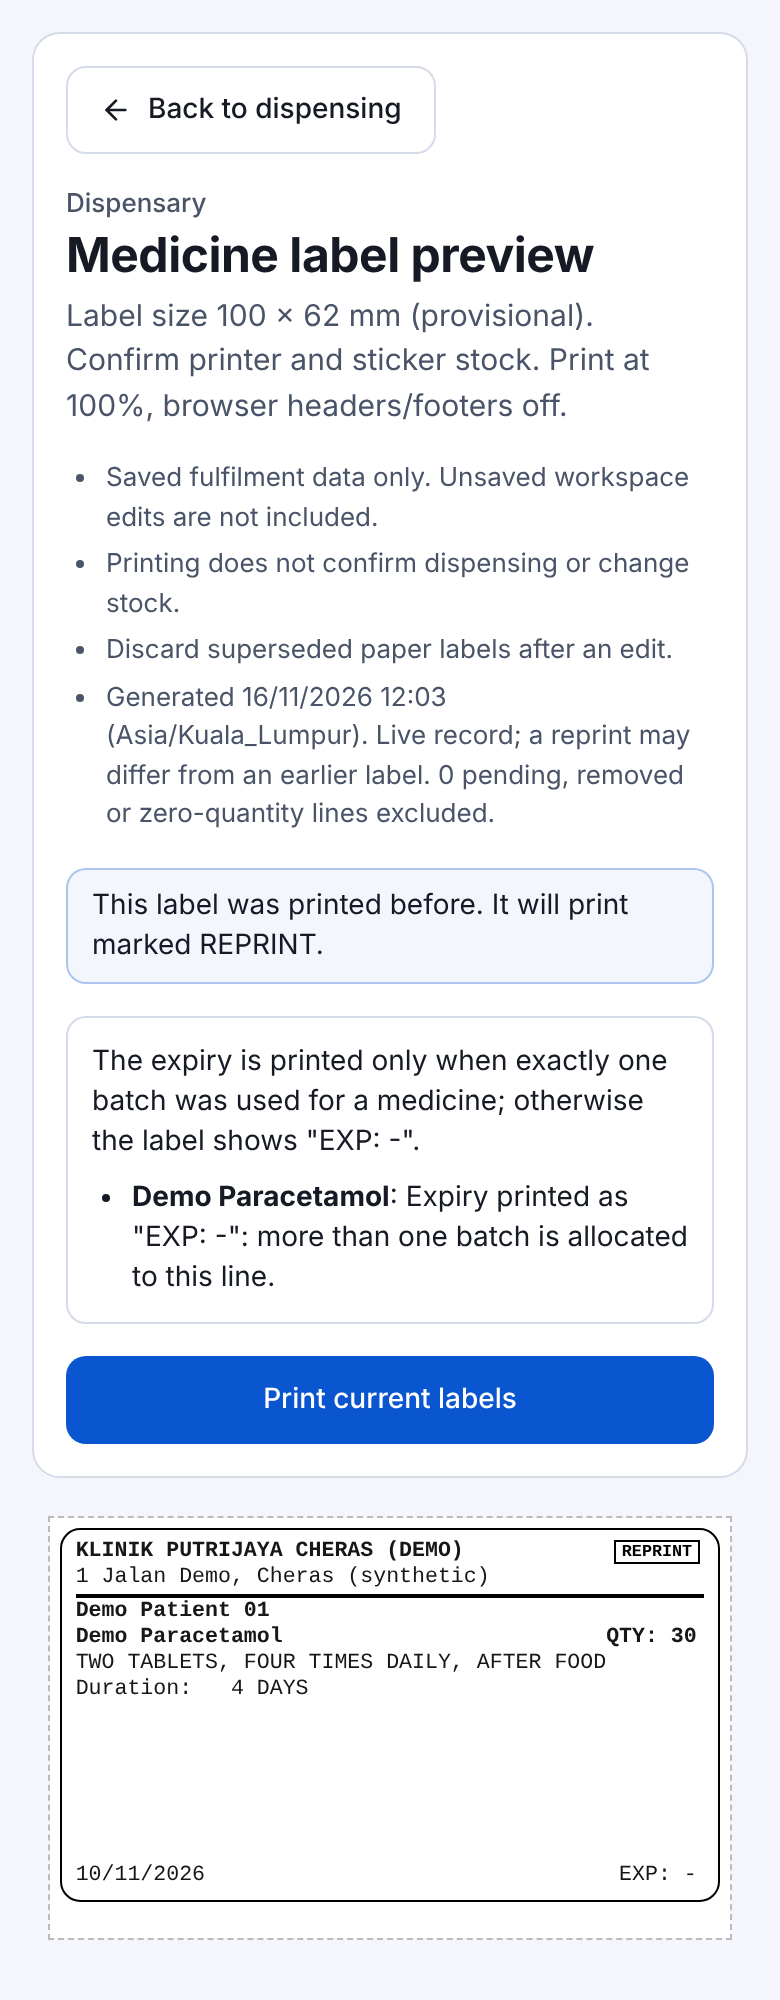 Back to dispensing
Dispensary
Medicine label preview
Label size 100 × 62 mm (provisional).
Confirm printer and sticker stock. Print at
100%, browser headers/footers off.
• Saved fulfilment data only. Unsaved workspace
edits are not included.
• Printing does not confirm dispensing or change
stock.
• Discard superseded paper labels after an edit.
• Generated 16/11/2026 12:03
(Asia/Kuala_Lumpur). Live record; a reprint may
differ from an earlier label. 0 pending, removed
or zero-quantity lines excluded.
This label was printed before. It will print
marked REPRINT.
The expiry is printed only when exactly one
batch was used for a medicine; otherwise
the label shows "EXP: -".
• Demo Paracetamol: Expiry printed as
"EXP: -": more than one batch is allocated
to this line.
Print current labels
KLINIK PUTRIJAYA CHERAS (DEMO) REPRINT
1 Jalan Demo, Cheras (synthetic)
Demo Patient 01
Demo Paracetamol QTY: 30
TWO TABLETS, FOUR TIMES DAILY, AFTER FOOD
Duration: 4 DAYS
10/11/2026 EXP: -